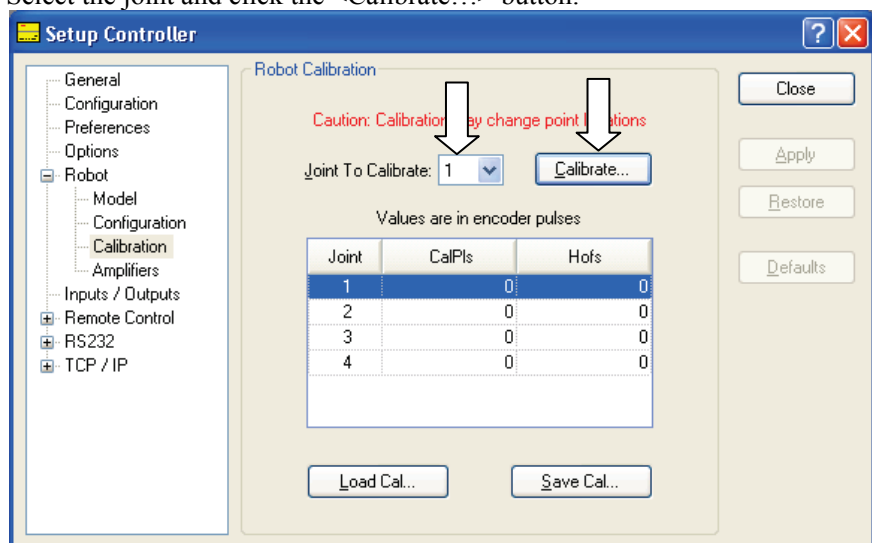 Select the joint and click the <Calibrate…> button.
Setup Controller
General
Configuration
Preferences
Options
Robot
Model
Configuration
Calibration
Amplifiers
Inputs / Outputs
Remote Control
RS232
TCP / IP
Robot Calibration
Caution: Calibration ay change point ations
Joint To Calibrate: 1
Calibrate...
Values are in encoder pulses
Joint CalPls Hofs
1 0 0
2 0 0
3 0 0
4 0 0
Load Cal...
Save Cal...
Close
Apply
Restore
Defaults